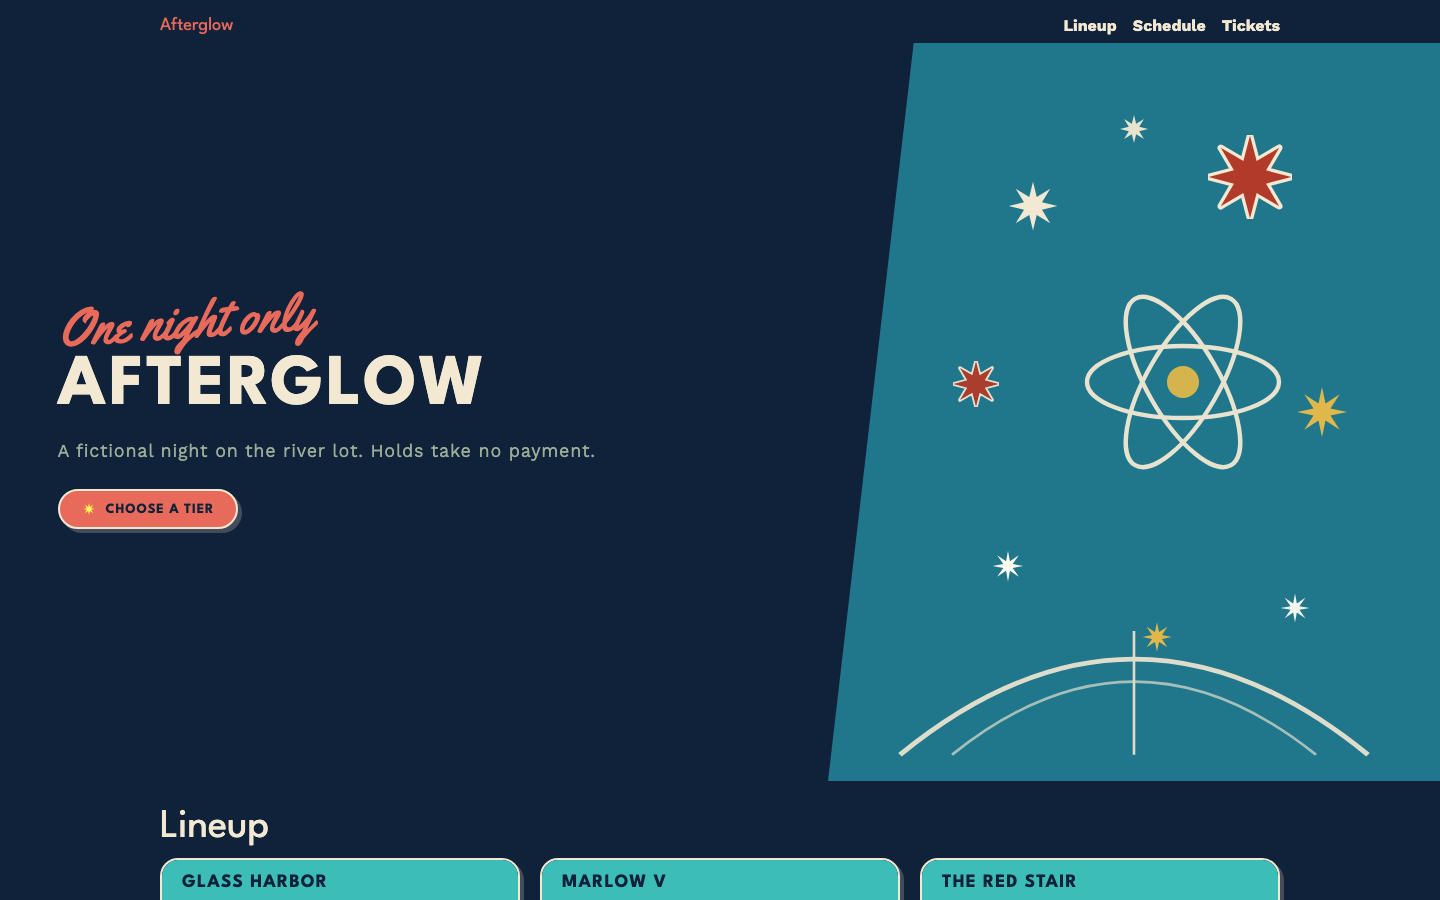 Afterglow
Lineup Schedule Tickets
One night only
AFTERGLOW
A fictional night on the river lot. Holds take no payment.
CHOOSE A TIER
Lineup
GLASS HARBOR
MARLOW V
THE RED STAIR